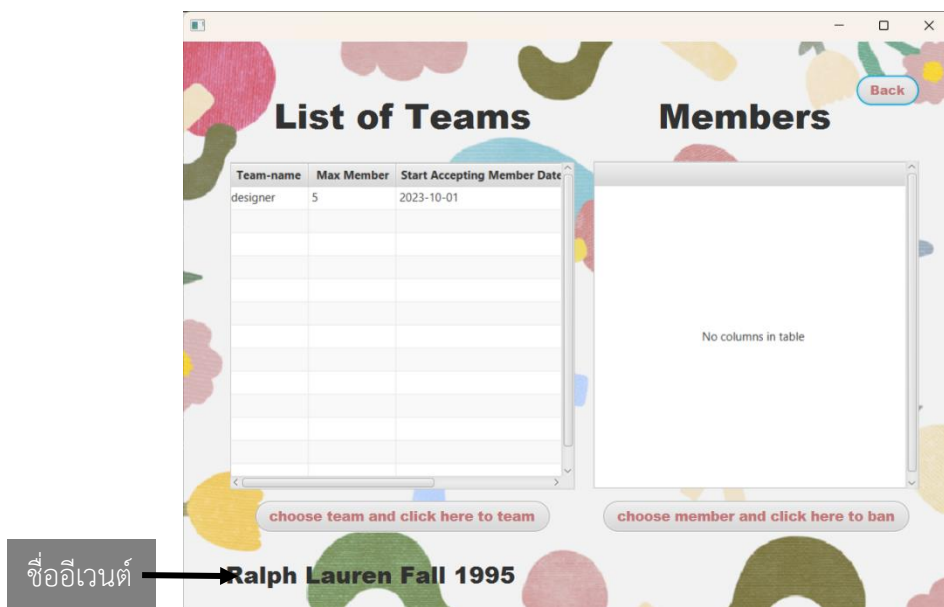 Back
List of Teams
Members
Team-name Max Member Start Accepting Member Date
designer 5 2023-10-01
No columns in table
choose team and click here to team
choose member and click here to ban
ชื่ออีเวนต์
Ralph Lauren Fall 1995